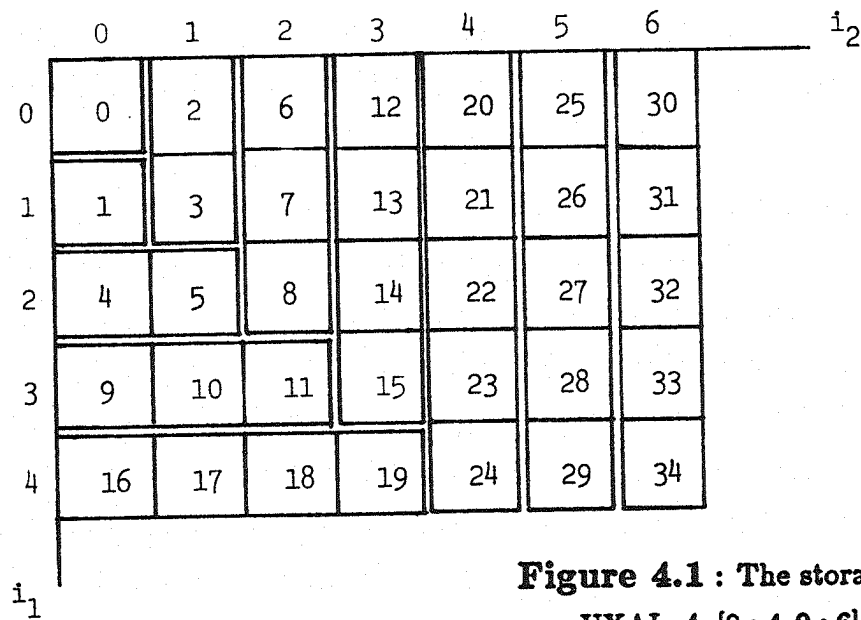 0 1 2 3 4 5 6 i2
0 0 2 6 12 20 25 30
1 1 3 7 13 21 26 31
2 4 5 8 14 22 27 32
3 9 10 11 15 23 28 33
4 16 17 18 19 24 29 34
i1
Figure 4.1 : The stora